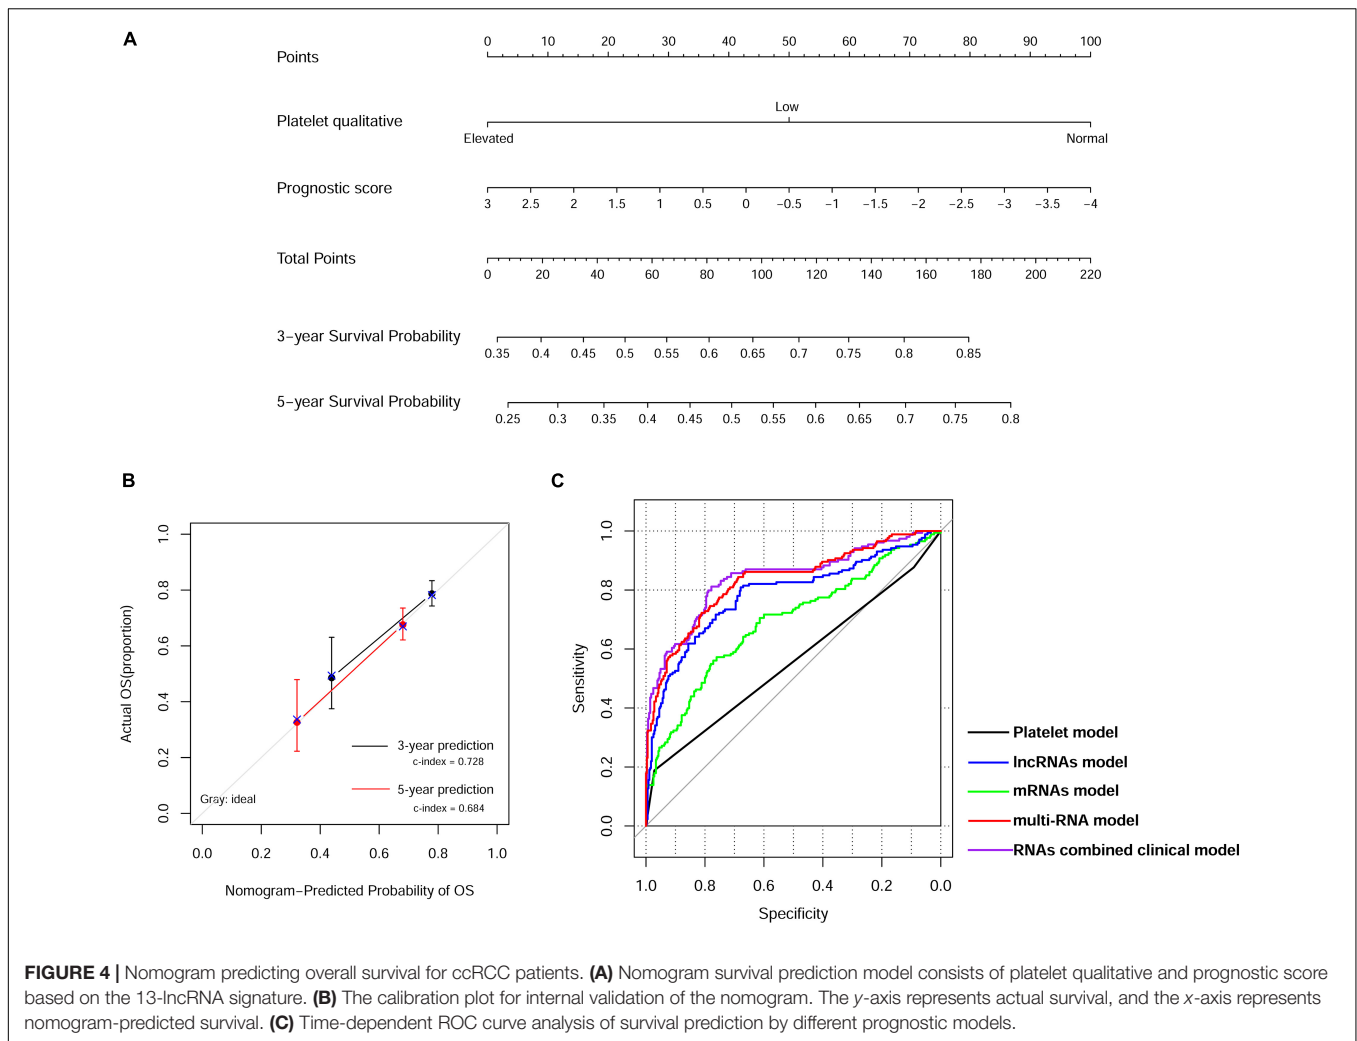 A
Points
0 10 20 30 40 50 60 70 80 90 100
Platelet qualitative
Low
Elevated Normal
Prognostic score
3 2.5 2 1.5 1 0.5 0 −0.5 −1 −1.5 −2 −2.5 −3 −3.5 −4
Total Points
0 20 40 60 80 100 120 140 160 180 200 220
3−year Survival Probability
0.35 0.4 0.45 0.5 0.55 0.6 0.65 0.7 0.75 0.8 0.85
5−year Survival Probability
0.25 0.3 0.35 0.4 0.45 0.5 0.55 0.6 0.65 0.7 0.75 0.8
B
Actual OS(proportion)
1.0
0.8
0.6
0.4
0.2
0.0
3-year prediction
c-index = 0.728
5-year prediction
c-index = 0.684
Gray: ideal
0.0 0.2 0.4 0.6 0.8 1.0
Nomogram−Predicted Probability of OS
C
Sensitivity
1.0
0.8
0.6
0.4
0.2
0.0
1.0 0.8 0.6 0.4 0.2 0.0
Specificity
Platelet model
lncRNAs model
mRNAs model
multi-RNA model
RNAs combined clinical model
FIGURE 4 | Nomogram predicting overall survival for ccRCC patients. (A) Nomogram survival prediction model consists of platelet qualitative and prognostic score
based on the 13-lncRNA signature. (B) The calibration plot for internal validation of the nomogram. The y-axis represents actual survival, and the x-axis represents
nomogram-predicted survival. (C) Time-dependent ROC curve analysis of survival prediction by different prognostic models.